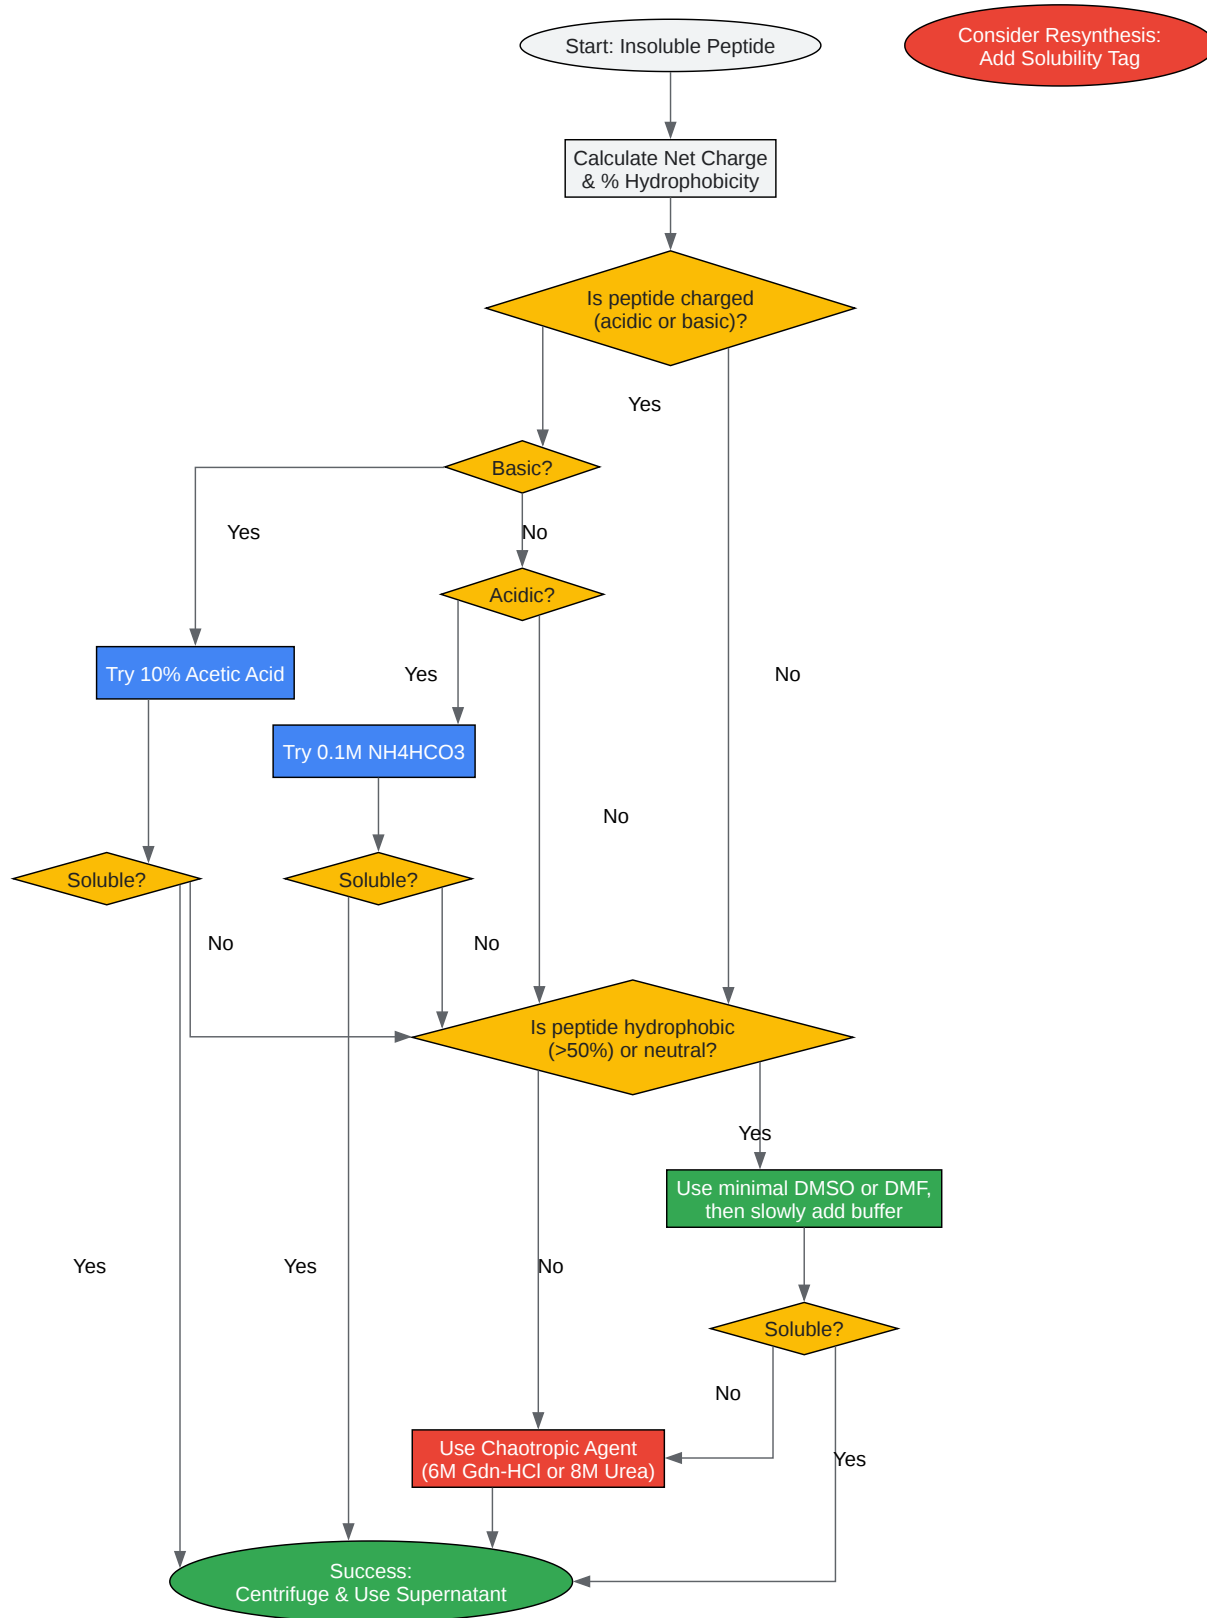 Start: Insoluble Peptide
Consider Resynthesis:
Add Solubility Tag
Calculate Net Charge
& % Hydrophobicity
Is peptide charged
(acidic or basic)?
Yes
Basic?
Yes
No
Acidic?
Try 10% Acetic Acid
Yes
No
Try 0.1M NH4HCO3
No
Soluble?
Soluble?
No
No
Is peptide hydrophobic
(>50%) or neutral?
Yes
Use minimal DMSO or DMF,
then slowly add buffer
Yes
Yes
No
Soluble?
No
Use Chaotropic Agent
(6M Gdn-HCl or 8M Urea)
Yes
Success:
Centrifuge & Use Supernatant